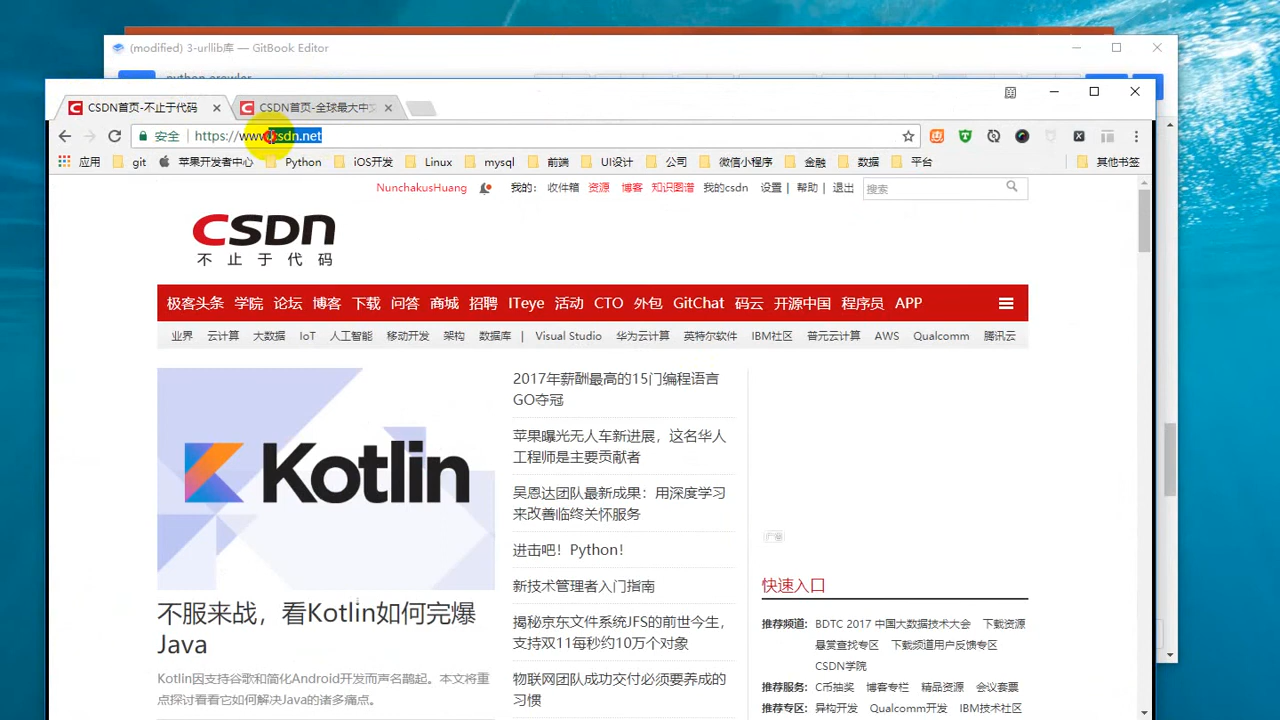 (modified) 3-urllib库 — GitBook Editor
python crawler
CSDN首页-不止于代码
CSDN首页-全球最大中文
安全 https://www.csdn.net
应用 git 苹果开发者中心 Python iOS开发 Linux mysql 前端 UI设计 公司 微信小程序 金融 数据 平台 其他书签
NunchakusHuang 我的： 收件箱 资源 博客 知识图谱 我的csdn 设置 | 帮助 | 退出 搜索
CSDN
不止于代码
极客头条 学院 论坛 博客 下载 问答 商城 招聘 ITeye 活动 CTO 外包 GitChat 码云 开源中国 程序员 APP
业界 云计算 大数据 IoT 人工智能 移动开发 架构 数据库 | Visual Studio 华为云计算 英特尔软件 IBM社区 普元云计算 AWS Qualcomm 腾讯云
Kotlin
不服来战，看Kotlin如何完爆
Java
Kotlin因支持谷歌和简化Android开发而声名鹊起。本文将重
点探讨看看它如何解决Java的诸多痛点。
2017年薪酬最高的15门编程语言
GO夺冠
苹果曝光无人车新进展，这名华人
工程师是主要贡献者
吴恩达团队最新成果：用深度学习
来改善临终关怀服务
进击吧！Python！
新技术管理者入门指南
揭秘京东文件系统JFS的前世今生，
支持双11每秒约10万个对象
物联网团队成功交付必须要养成的
习惯
广告
快速入口
推荐频道： BDTC 2017 中国大数据技术大会 下载资源
悬赏查找专区 下载频道用户反馈专区
CSDN学院
推荐服务： C币抽奖 博客专栏 精品资源 会议套票
推荐专区： 异构开发 Qualcomm开发 IBM技术社区